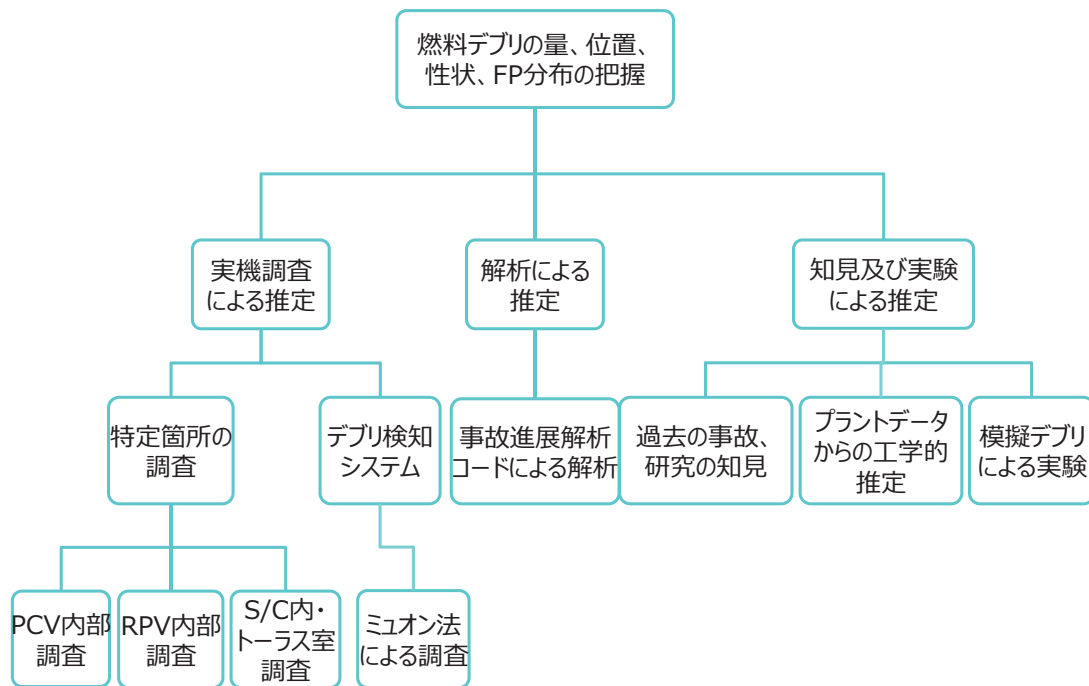 燃料デブリの量、位置、
性状、FP分布の把握
実機調査
による推定
解析による
推定
知見及び実験
による推定
特定箇所の
調査
デブリ検知
システム
事故進展解析
コードによる解析
過去の事故、
研究の知見
プラントデータ
からの工学的
推定
模擬デブリ
による実験
PCV内部
調査
RPV内部
調査
S/C内・
トーラス室
調査
ミュオン法
による調査